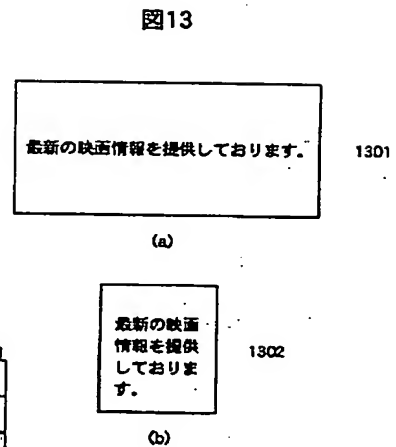 図13
最新の映画情報を提供しております。
1301
(a)
最新の映画
情報を提供
しておりま
す。
1302
(b)